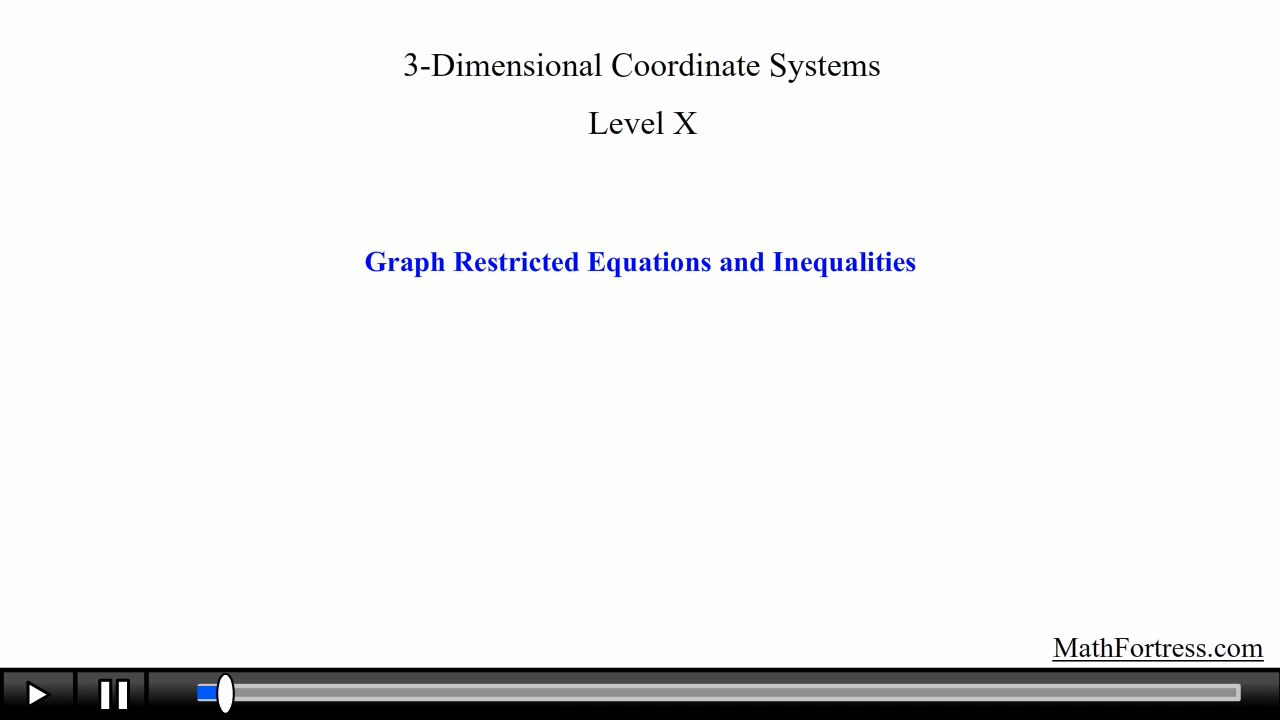 3-Dimensional Coordinate Systems
Level X
Graph Restricted Equations and Inequalities
MathFortress.com